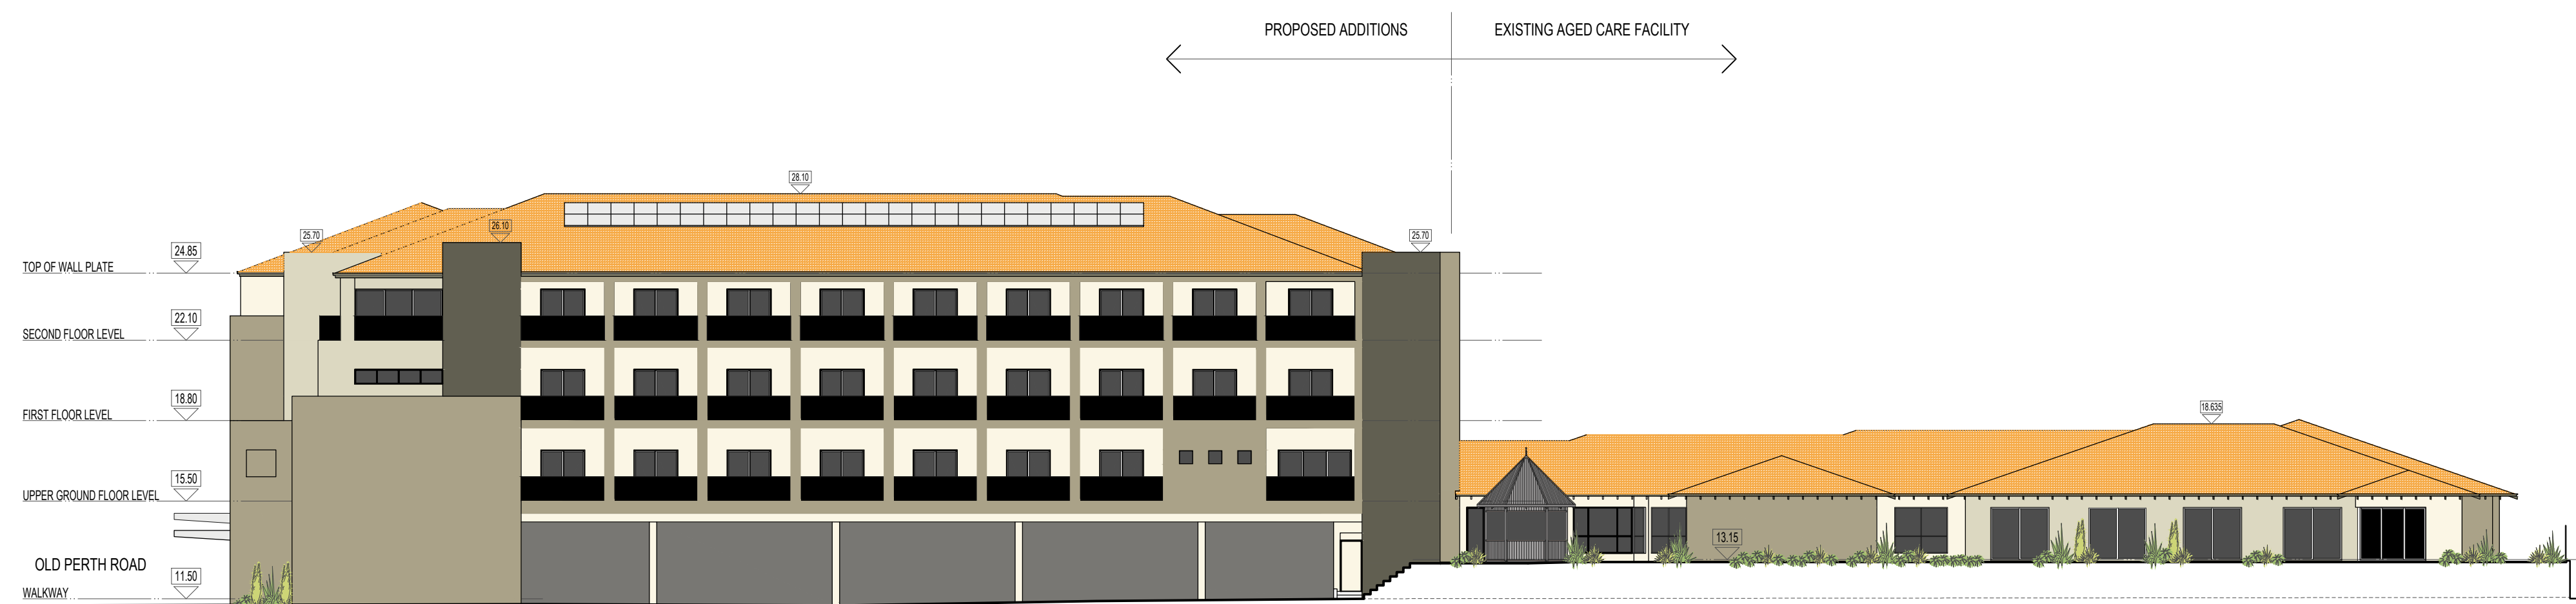 PROPOSED ADDITIONS
EXISTING AGED CARE FACILITY
28.10
26.10
25.70
25.70
24.85
TOP OF WALL PLATE
22.10
SECOND FLOOR LEVEL
18.80
FIRST FLOOR LEVEL
18.635
15.50
UPPER GROUND FLOOR LEVEL
13.15
OLD PERTH ROAD
11.50
WALKWAY